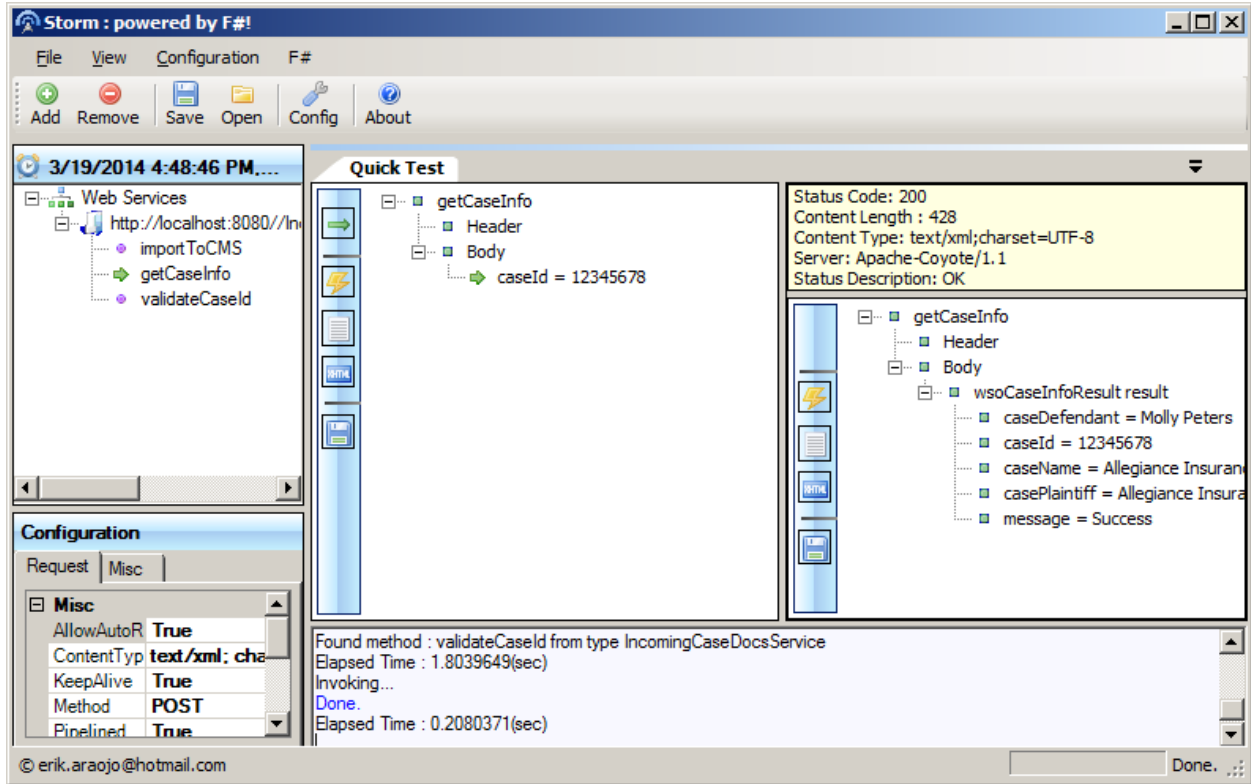 Storm : powered by F#!
File View Configuration F#
Add Remove Save Open Config About
3/19/2014 4:48:46 PM,...
Web Services
http://localhost:8080//In
importToCMS
getCaseInfo
validateCaseId
Configuration
Request Misc
Misc
AllowAutoR True
ContentTyp text/xml; cha
KeepAlive True
Method POST
Pipelined True
Quick Test
getCaseInfo
Header
Body
caseId = 12345678
Status Code: 200
Content Length : 428
Content Type: text/xml;charset=UTF-8
Server: Apache-Coyote/1.1
Status Description: OK
getCaseInfo
Header
Body
wsoCaseInfoResult result
caseDefendant = Molly Peters
caseId = 12345678
caseName = Allegiance Insuran
casePlaintiff = Allegiance Insura
message = Success
Found method : validateCaseId from type IncomingCaseDocsService
Elapsed Time : 1.8039649(sec)
Invoking...
Done.
Elapsed Time : 0.2080371(sec)
© erik.araojo@hotmail.com
Done.